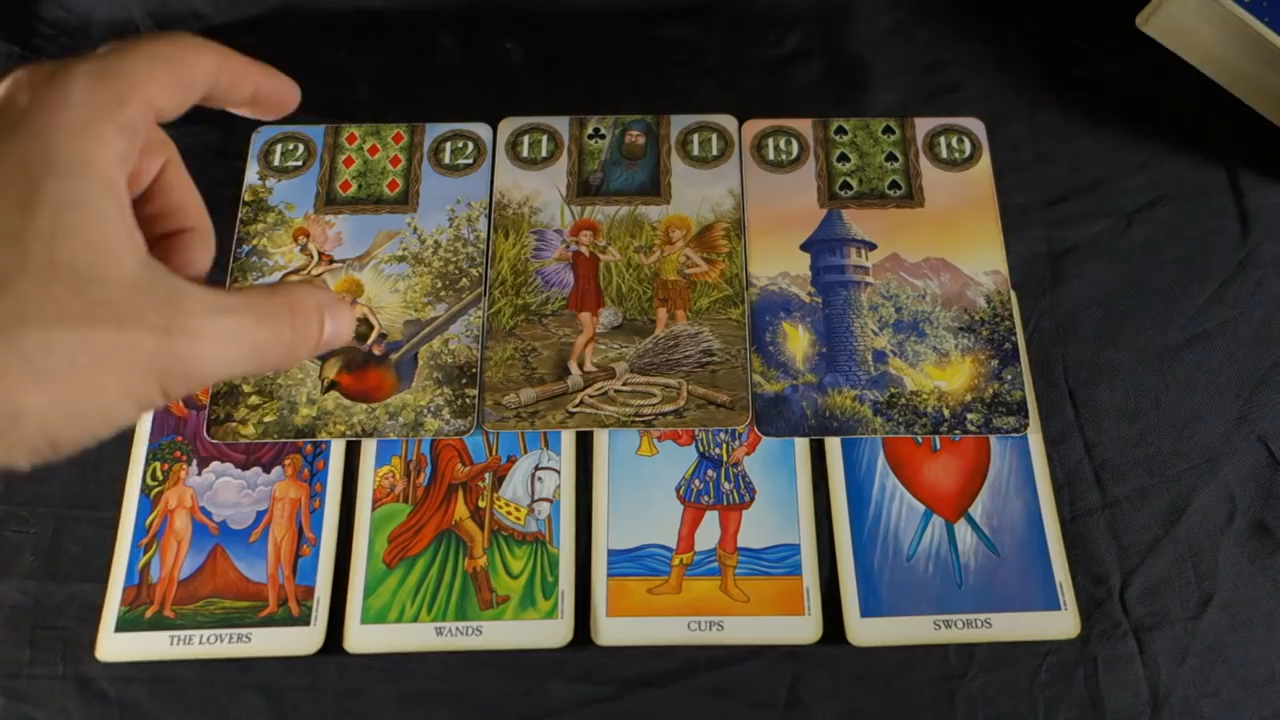 12 12
11 11
19 19
THE LOVERS
WANDS
CUPS
SWORDS